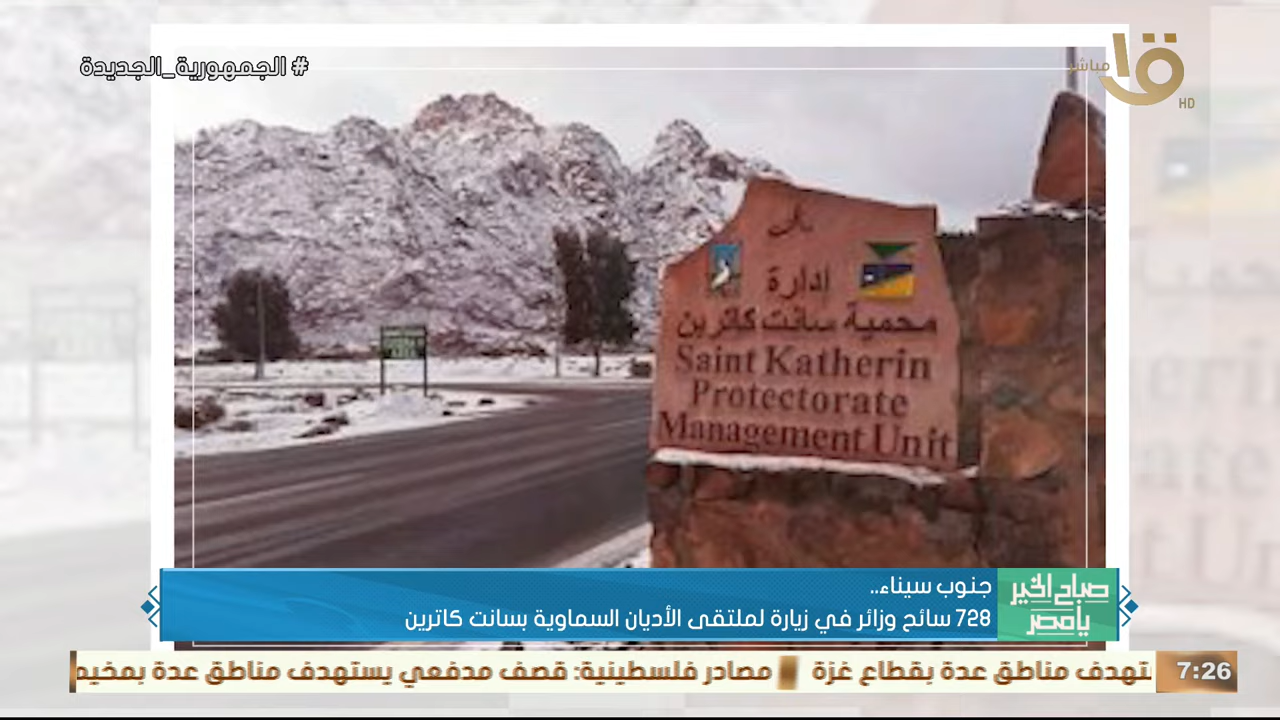 # الجمهورية_الجديدة
مباشر
HD
إدارة
محمية سانت كاترين
Saint Katherin
Protectorate
Management Unit
صباح الخير
يا مصر
جنوب سيناء..
728 سائح وزائر في زيارة لملتقى الأديان السماوية بسانت كاترين
7:26
تهدف مناطق عدة بقطاع غزة
مصادر فلسطينية: قصف مدفعي يستهدف مناطق عدة بمخيم